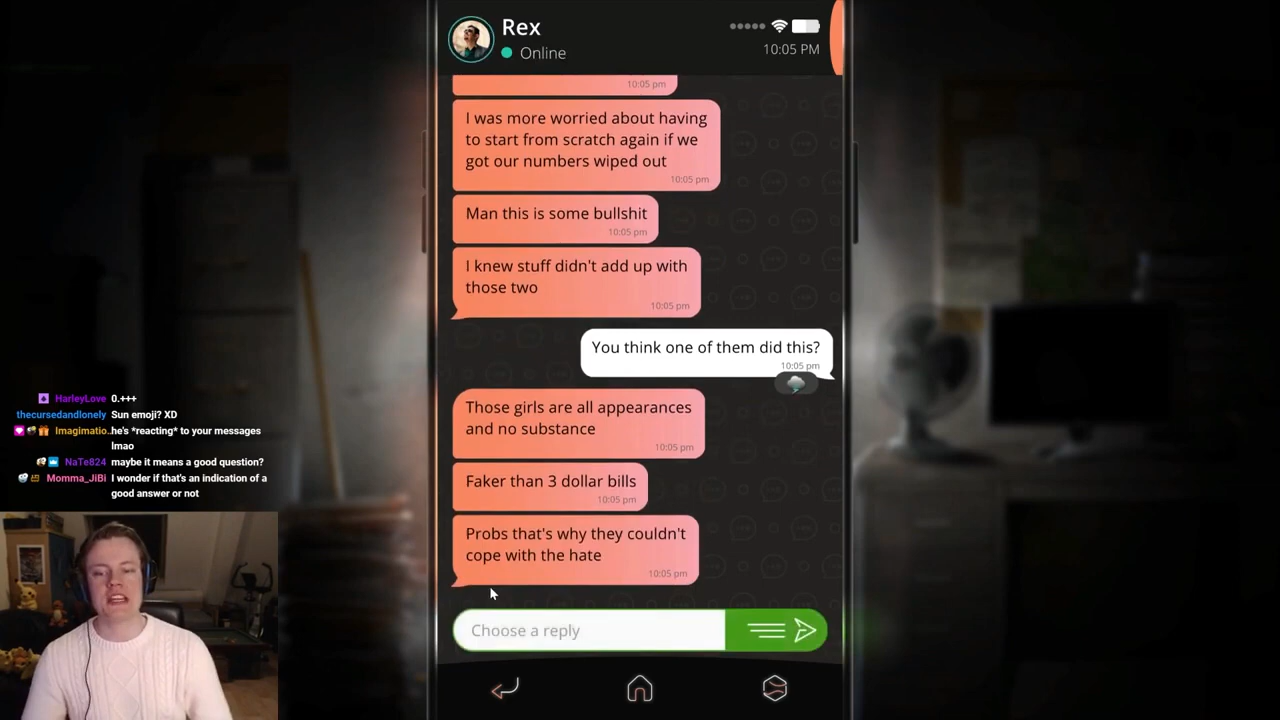 Rex
Online
10:05 PM
10:05 pm
I was more worried about having
to start from scratch again if we
got our numbers wiped out
10:05 pm
Man this is some bullshit
10:05 pm
I knew stuff didn't add up with
those two
10:05 pm
You think one of them did this?
10:05 pm
Those girls are all appearances
and no substance
10:05 pm
Faker than 3 dollar bills
10:05 pm
Probs that's why they couldn't
cope with the hate
10:05 pm
Choose a reply
HarleyLove 0.+++
thecursedandlonely Sun emoji? XD
Imaginatio.. he's *reacting* to your messages
lmao
NaTe824 maybe it means a good question?
Momma_JiBi I wonder if that's an indication of a
good answer or not